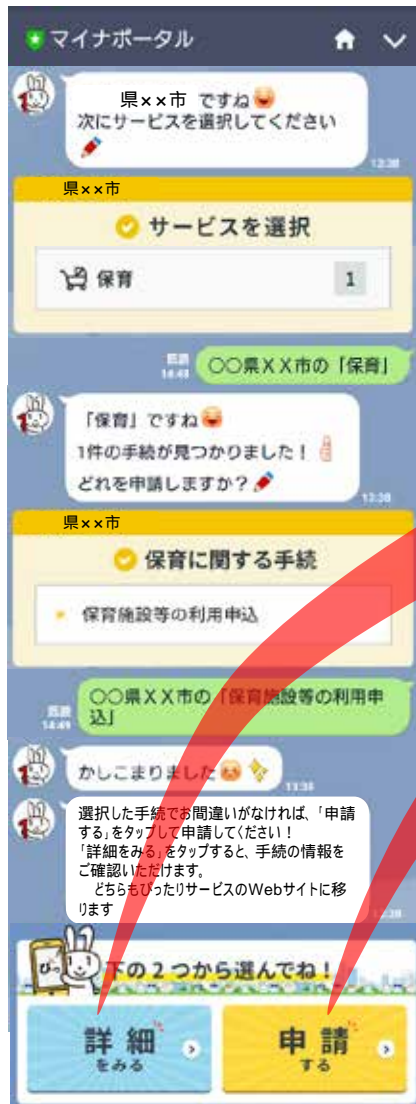 マイナポータル
県××市 ですね
次にサービスを選択してください
13:38
県××市
サービスを選択
保育 1
既読
14:49
○○県XX市の「保育」
「保育」ですね
1件の手続が見つかりました！
どれを申請しますか？
13:38
県××市
保育に関する手続
保育施設等の利用申込
既読
14:49
○○県XX市の「保育施設等の利用申
込」
かしこまりました
13:38
選択した手続でお間違いがなければ、「申請
する」をタップして申請してください！
「詳細をみる」をタップすると、手続の情報を
ご確認いただけます。
どちらもぴったりサービスのWebサイトに移
ります
13:38
ぴっ
下の2つから選んでね！
詳細
をみる
申請
する